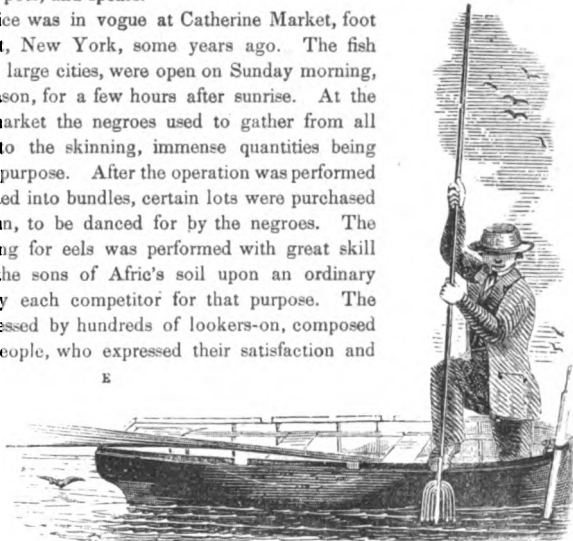 ice was in vogue at Catherine Market, foot
t, New York, some years ago. The fish
large cities, were open on Sunday morning,
ason, for a few hours after sunrise. At the
arket the negroes used to gather from all
to the skinning, immense quantities being
purpose. After the operation was performed
ed into bundles, certain lots were purchased
n, to be danced for by the negroes. The
ng for eels was performed with great skill
he sons of Afric's soil upon an ordinary
y each competitor for that purpose. The
essed by hundreds of lookers-on, composed
eople, who expressed their satisfaction and
E